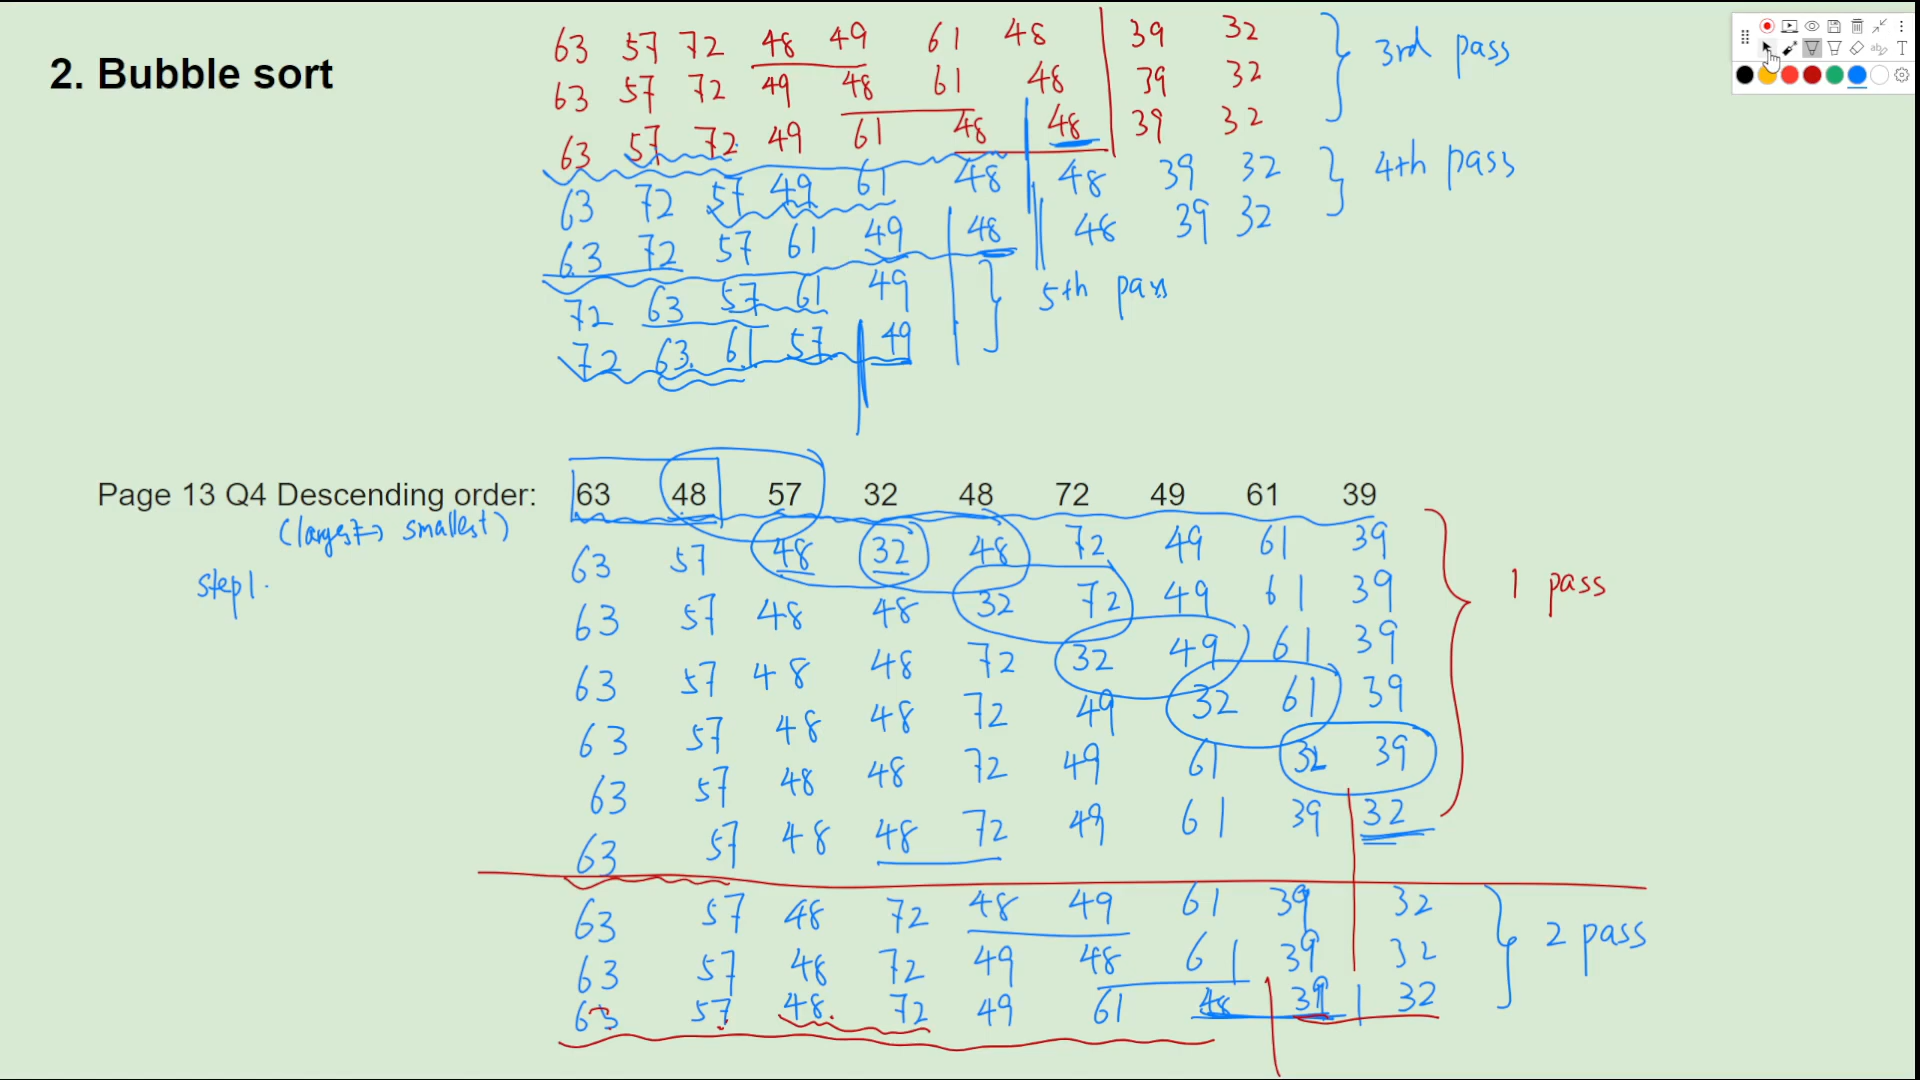 2. Bubble sort
63 57 72 48 49 61 48 39 32
63 57 72 49 48 61 48 39 32
63 57 72 49 61 48 48 39 32
3rd pass
63 72 57 49 61 48 48 39 32
63 72 57 61 49 48 48 39 32
4th pass
72 63 57 61 49
72 63 61 57 49
5th pass
Page 13 Q4 Descending order: 63 48 57 32 48 72 49 61 39
(largest → smallest)
step 1.
63 57 48 32 48 72 49 61 39
63 57 48 48 32 72 49 61 39
63 57 48 48 72 32 49 61 39
63 57 48 48 72 49 32 61 39
63 57 48 48 72 49 61 32 39
63 57 48 48 72 49 61 39 32
1 pass
63 57 48 72 48 49 61 39 32
63 57 48 72 49 48 61 39 32
63 57 48 72 49 61 48 39 32
2 pass